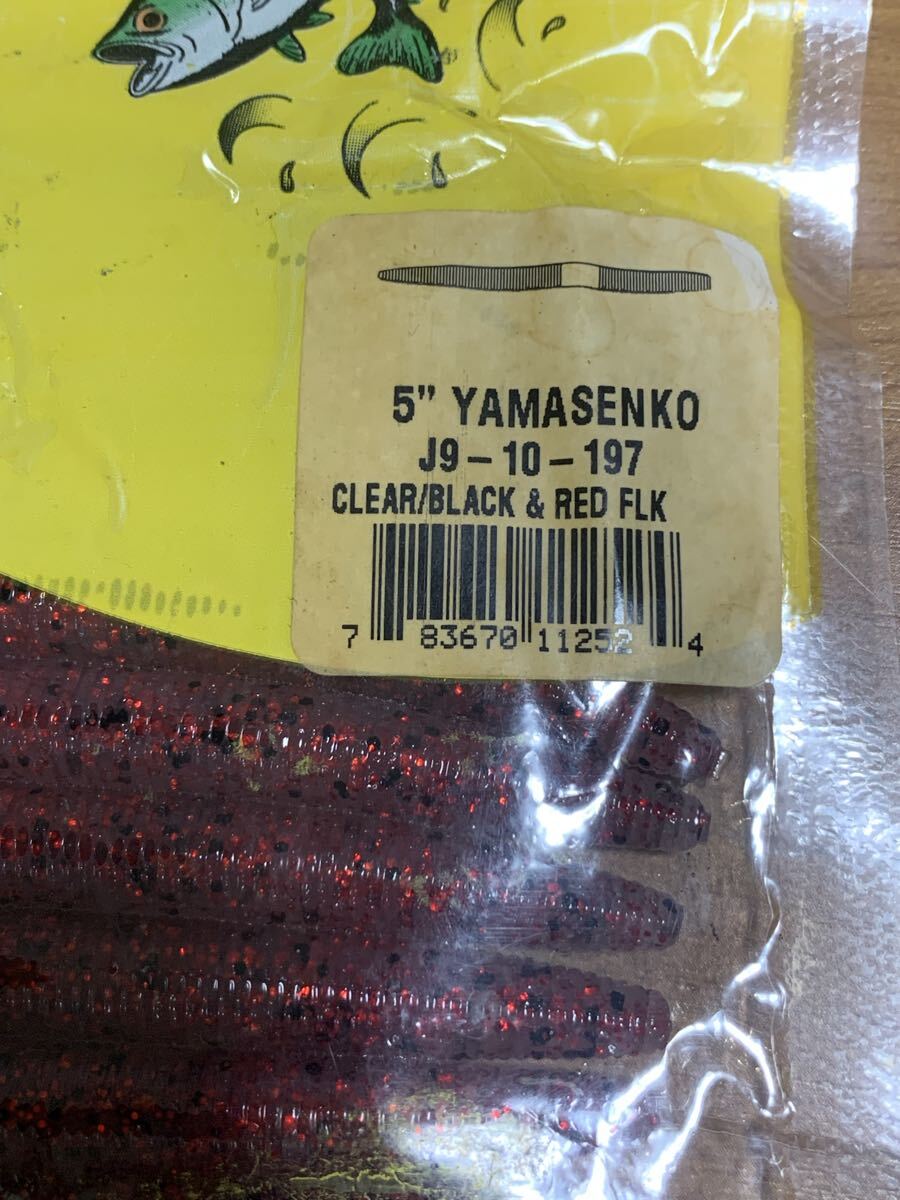 5" YAMASENKO
J9-10-197
CLEAR/BLACK & RED FLK
7 83670 11252 4